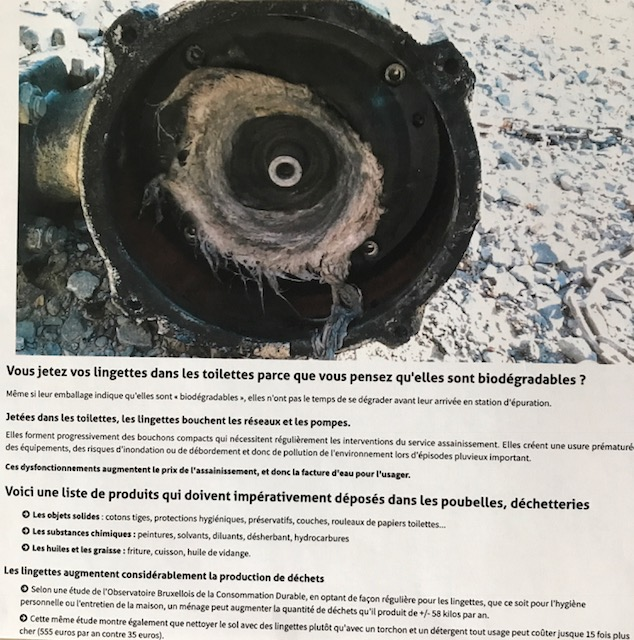 Vous jetez vos lingettes dans les toilettes parce que vous pensez qu'elles sont biodégradables ?
Même si leur emballage indique qu'elles sont « biodégradables », elles n'ont pas le temps de se dégrader avant leur arrivée en station d'épuration.
Jetées dans les toilettes, les lingettes bouchent les réseaux et les pompes.
Elles forment progressivement des bouchons compacts qui nécessitent régulièrement les interventions du service assainissement. Elles créent une usure prématurée
des équipements, des risques d'inondation ou de débordement et donc de pollution de l'environnement lors d'épisodes pluvieux important.
Ces dysfonctionnements augmentent le prix de l'assainissement, et donc la facture d'eau pour l'usager.
Voici une liste de produits qui doivent impérativement déposés dans les poubelles, déchetteries
Les objets solides : cotons tiges, protections hygiéniques, préservatifs, couches, rouleaux de papiers toilettes...
Les substances chimiques : peintures, solvants, diluants, désherbant, hydrocarbures
Les huiles et les graisse : friture, cuisson, huile de vidange.
Les lingettes augmentent considérablement la production de déchets
Selon une étude de l'Observatoire Bruxellois de la Consommation Durable, en optant de façon régulière pour les lingettes, que ce soit pour l'hygiène
personnelle ou l'entretien de la maison, un ménage peut augmenter la quantité de déchets qu'il produit de +/- 58 kilos par an.
Cette même étude montre également que nettoyer le sol avec des lingettes plutôt qu'avec un torchon et un détergent tout usage peut coûter jusque 15 fois plus
cher (555 euros par an contre 35 euros).